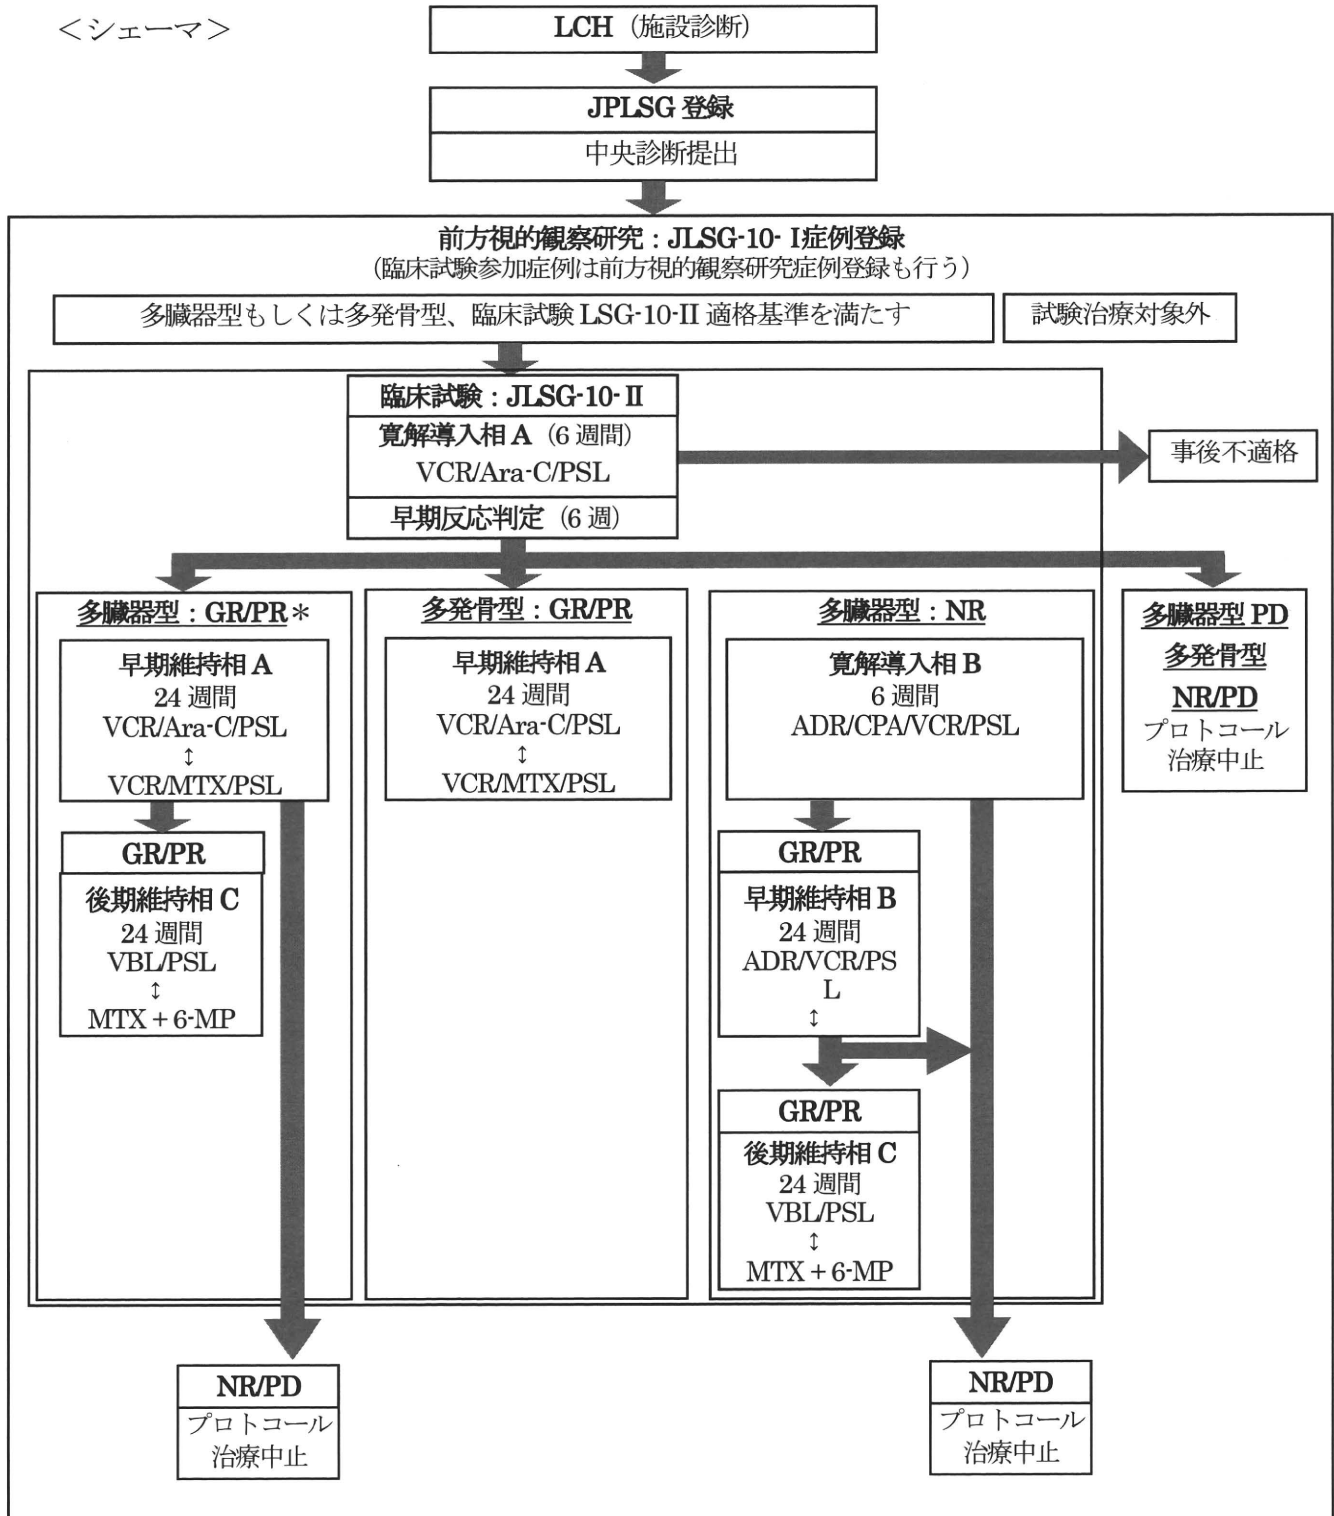 ＜シェーマ＞
LCH（施設診断）
JPLSG 登録
中央診断提出
前方視的観察研究：JLSG-10-Ⅰ症例登録
（臨床試験参加症例は前方視的観察研究症例登録も行う）
多臓器型もしくは多発骨型、臨床試験 LSG-10-II 適格基準を満たす
試験治療対象外
臨床試験：JLSG-10-Ⅱ
寛解導入相 A（6 週間）
VCR/Ara-C/PSL
早期反応判定（6 週）
事後不適格
多臓器型：GR/PR＊
早期維持相 A
24 週間
VCR/Ara-C/PSL
↕
VCR/MTX/PSL
GR/PR
後期維持相 C
24 週間
VBL/PSL
↕
MTX + 6-MP
多発骨型：GR/PR
早期維持相 A
24 週間
VCR/Ara-C/PSL
↕
VCR/MTX/PSL
多臓器型：NR
寛解導入相 B
6 週間
ADR/CPA/VCR/PSL
GR/PR
早期維持相 B
24 週間
ADR/VCR/PS
L
↕
GR/PR
後期維持相 C
24 週間
VBL/PSL
↕
MTX + 6-MP
多臓器型 PD
多発骨型
NR/PD
プロトコール
治療中止
NR/PD
プロトコール
治療中止
NR/PD
プロトコール
治療中止